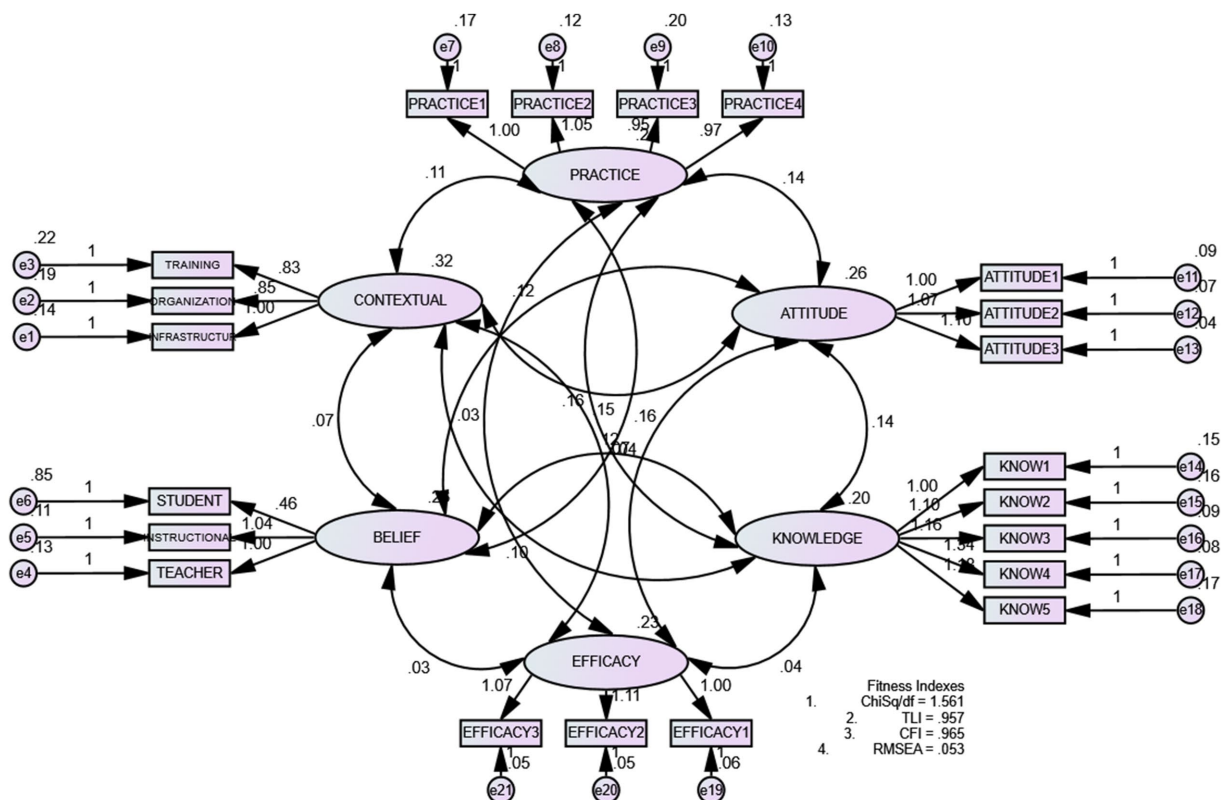 .17 .12 .20 .13
e7 e8 e9 e10
1 1 1 1
PRACTICE1 PRACTICE2 PRACTICE3 PRACTICE4
1.00 1.05 .95 .97
PRACTICE
.11 .14
.22
e3 1 TRAINING .83
.19
e2 1 ORGANIZATION .85
.14
e1 1 INFRASTRUCTUR 1.00
.32
CONTEXTUAL
.26
ATTITUDE
1.00 ATTITUDE1 1 e11 .09
1.07 ATTITUDE2 1 e12 .07
1.10 ATTITUDE3 1 e13 .04
.12
.16 .15 .16
.07 .03 .14
.12 .04
.85
e6 1 STUDENT .46
.11
e5 1 INSTRUCTIONAL 1.04
.13
e4 1 TEACHER 1.00
BELIEF
.20
KNOWLEDGE
1.00 KNOW1 1 e14 .15
1.10 KNOW2 1 e15 .16
1.16 KNOW3 1 e16 .09
1.34 KNOW4 1 e17 .08
KNOW5 1 e18 .17
.10
.23
EFFICACY
.03 .04
1.07 1.11 1.00
EFFICACY3 EFFICACY2 EFFICACY1
1 1 1
.05 .05 .06
e21 e20 e19
Fitness Indexes
1. ChiSq/df = 1.561
2. TLI = .957
3. CFI = .965
4. RMSEA = .053